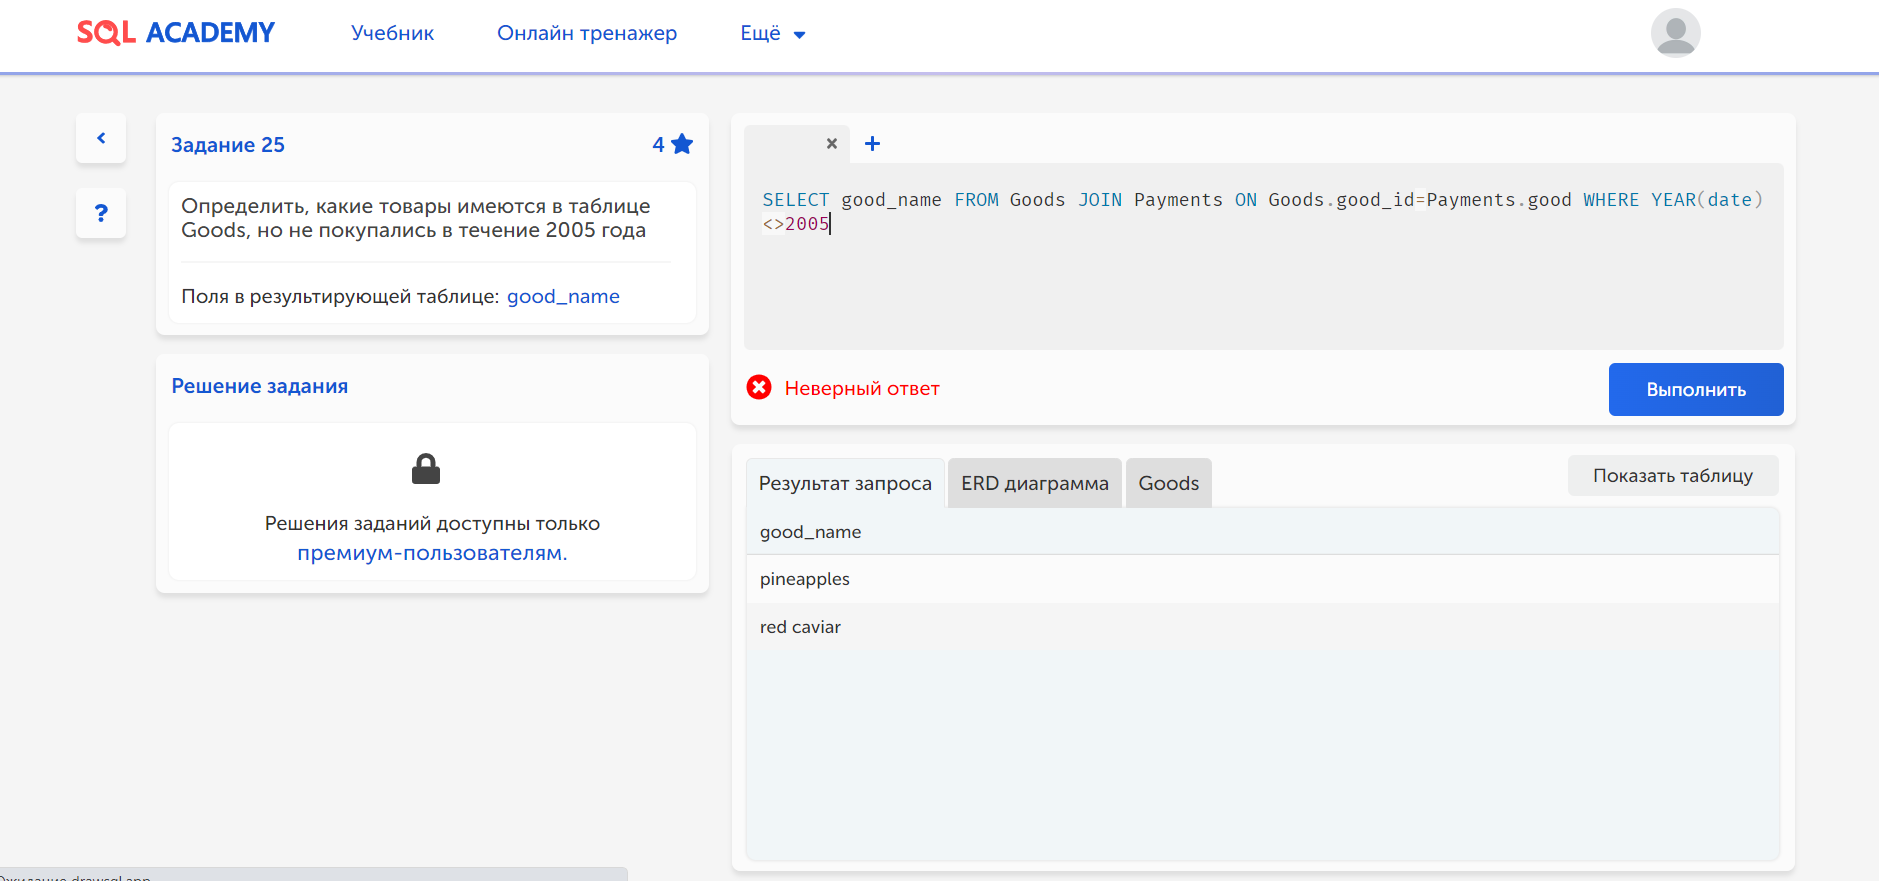 SQL ACADEMY
Учебник
Онлайн тренажер
Ещё
Задание 25
4
Определить, какие товары имеются в таблице
Goods, но не покупались в течение 2005 года
Поля в результирующей таблице: good_name
Решение задания
Решения заданий доступны только
премиум-пользователям.
SELECT good_name FROM Goods JOIN Payments ON Goods.good_id=Payments.good WHERE YEAR(date)
<>2005
Неверный ответ
Выполнить
Результат запроса
ERD диаграмма
Goods
Показать таблицу
good_name
pineapples
red caviar